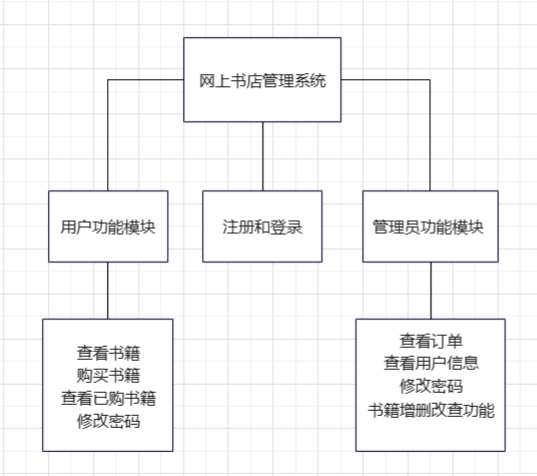 网上书店管理系统
用户功能模块
注册和登录
管理员功能模块
查看书籍
购买书籍
查看已购书籍
修改密码
查看订单
查看用户信息
修改密码
书籍增删改查功能